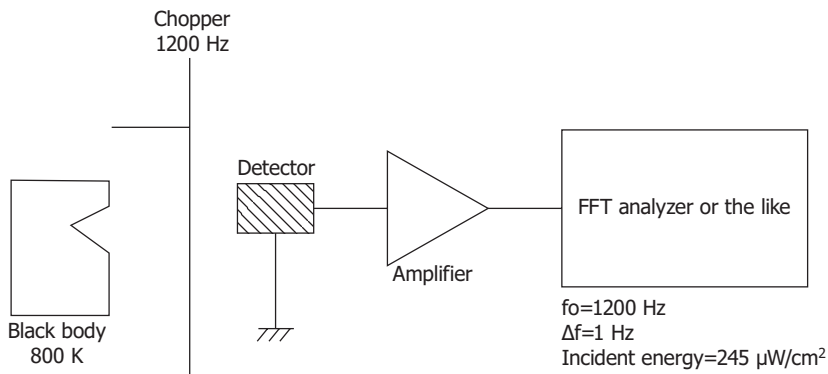 Chopper
1200 Hz
Detector
FFT analyzer or the like
Amplifier
Black body
800 K
fo=1200 Hz
Δf=1 Hz
Incident energy=245 μW/cm²